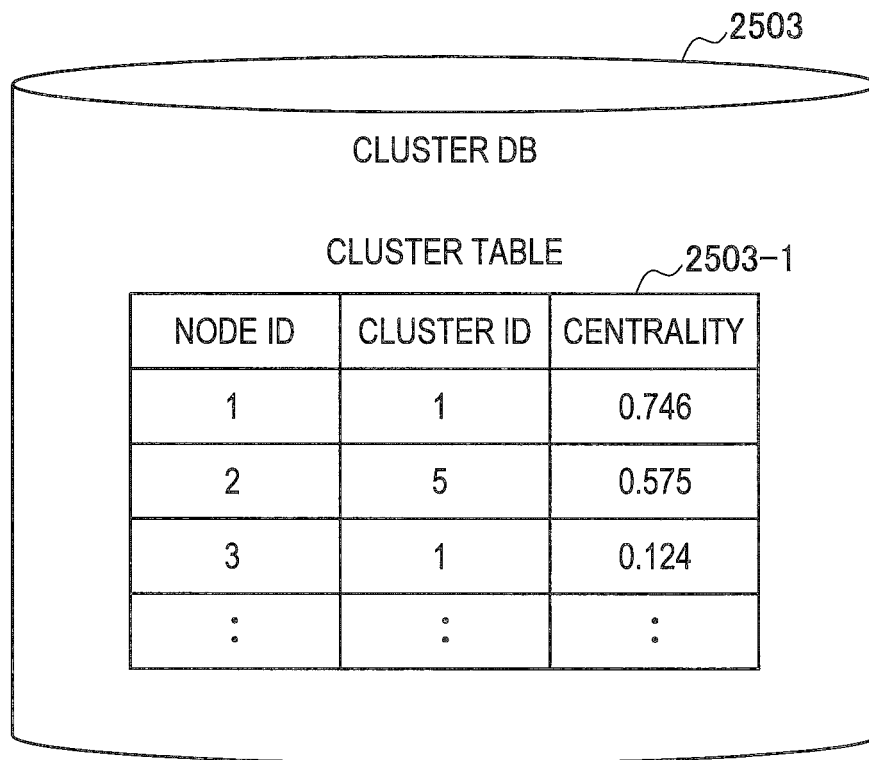 2503
CLUSTER DB
CLUSTER TABLE
2503-1
NODE ID CLUSTER ID CENTRALITY
1 1 0.746
2 5 0.575
3 1 0.124
: : :